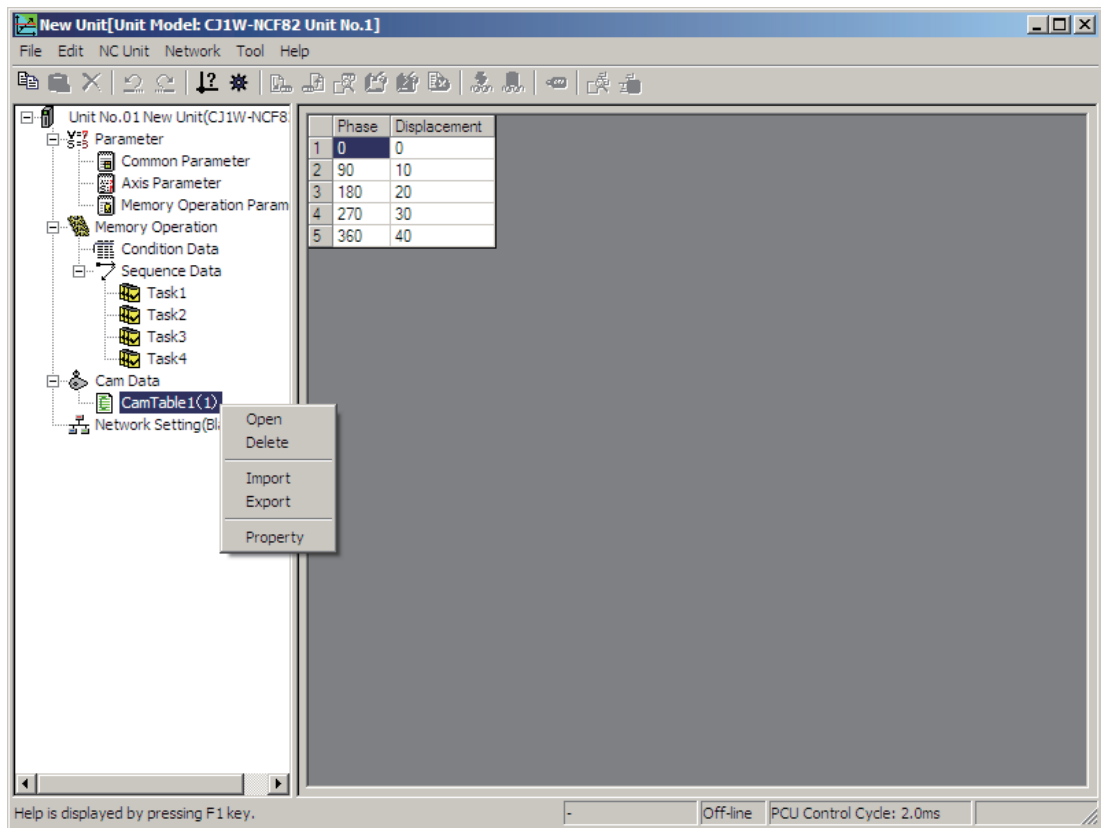 New Unit[Unit Model: CJ1W-NCF82 Unit No.1]
File Edit NC Unit Network Tool Help
Unit No.01 New Unit(CJ1W-NCF8
Parameter
Common Parameter
Axis Parameter
Memory Operation Param
Memory Operation
Condition Data
Sequence Data
Task1
Task2
Task3
Task4
Cam Data
CamTable1(1)
Network Setting(Bl
Open
Delete
Import
Export
Property
Phase Displacement
1 0 0
2 90 10
3 180 20
4 270 30
5 360 40
Help is displayed by pressing F1 key.
-
Off-line
PCU Control Cycle: 2.0ms